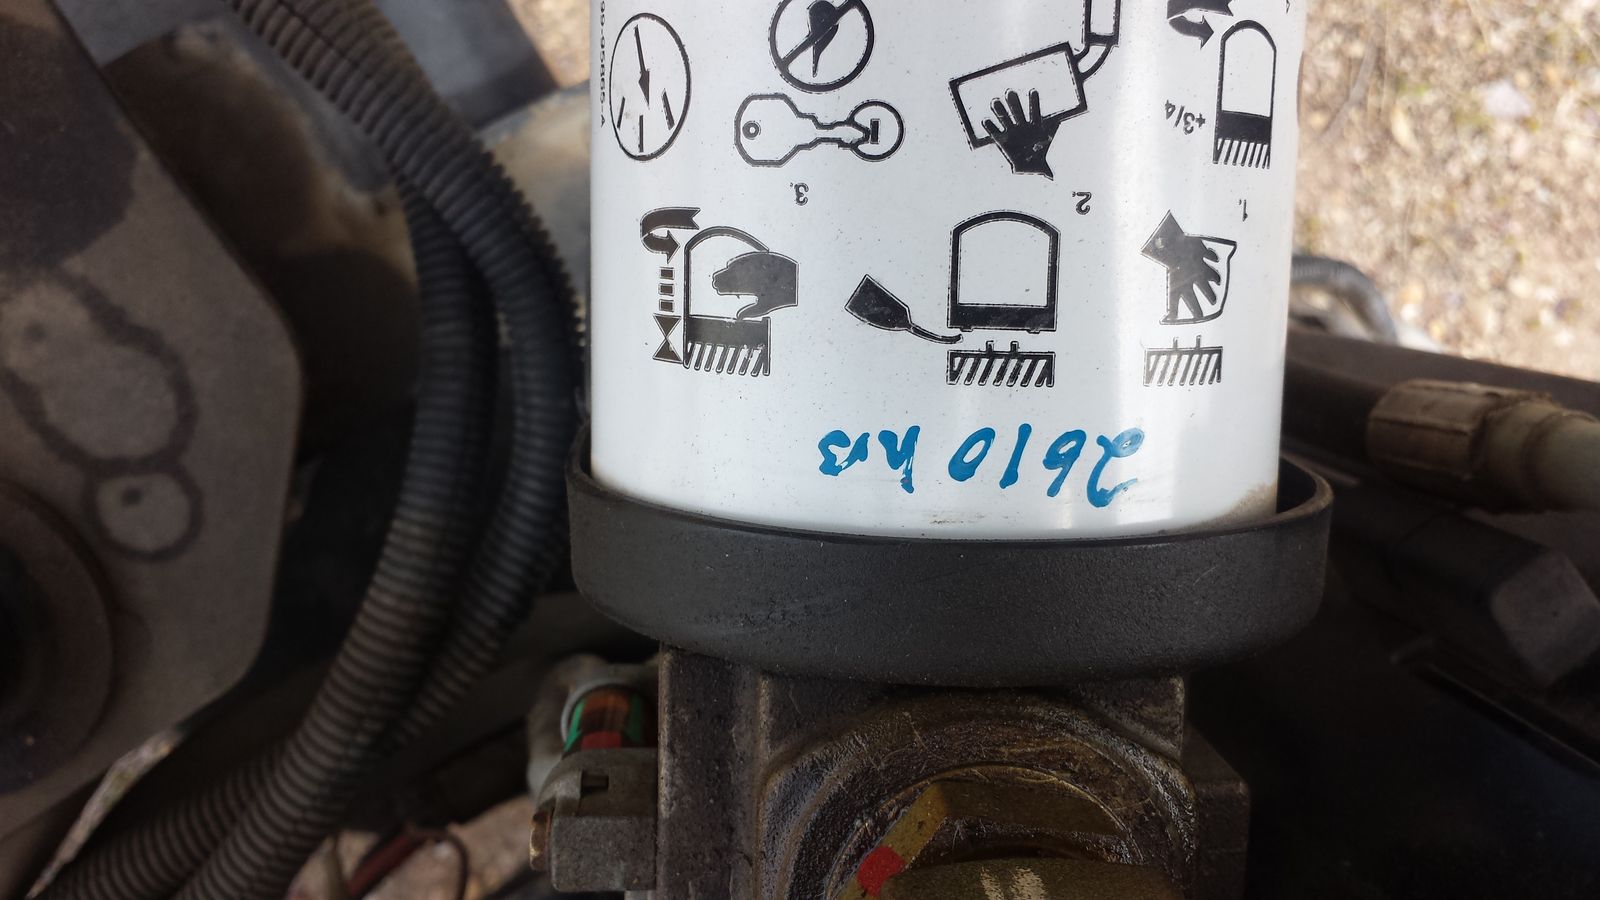 2610 hrs
1.
2.
3.
+3/4